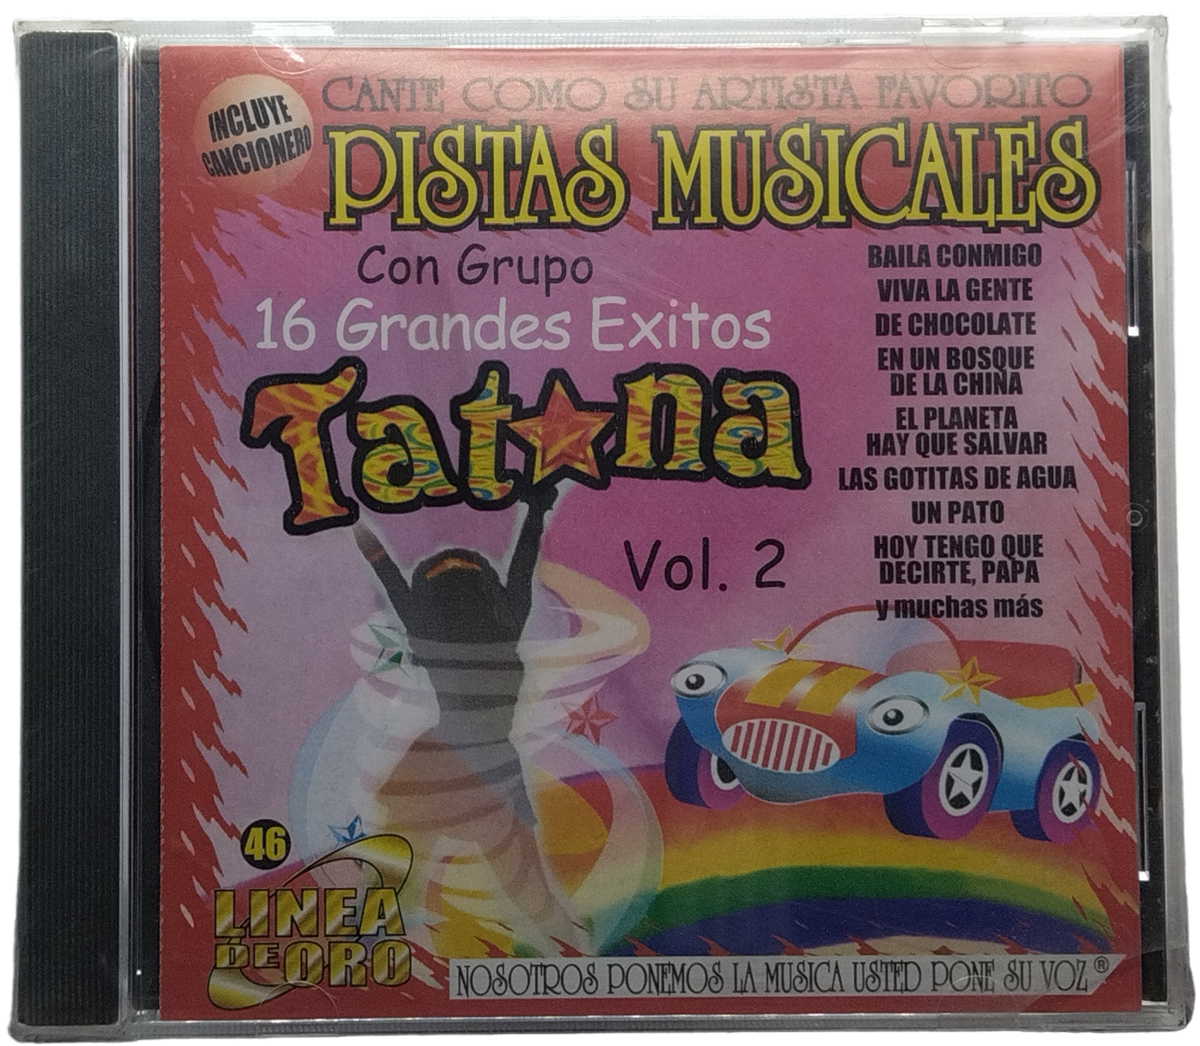 INCLUYE
CANCIONERO
CANTE COMO SU ARTISTA FAVORITO
PISTAS MUSICALES
Con Grupo
16 Grandes Exitos
Tatiana
Vol. 2
BAILA CONMIGO
VIVA LA GENTE
DE CHOCOLATE
EN UN BOSQUE
DE LA CHINA
EL PLANETA
HAY QUE SALVAR
LAS GOTITAS DE AGUA
UN PATO
HOY TENGO QUE
DECIRTE, PAPA
y muchas más
46
LINEA
DE ORO
NOSOTROS PONEMOS LA MUSICA USTED PONE SU VOZ ®